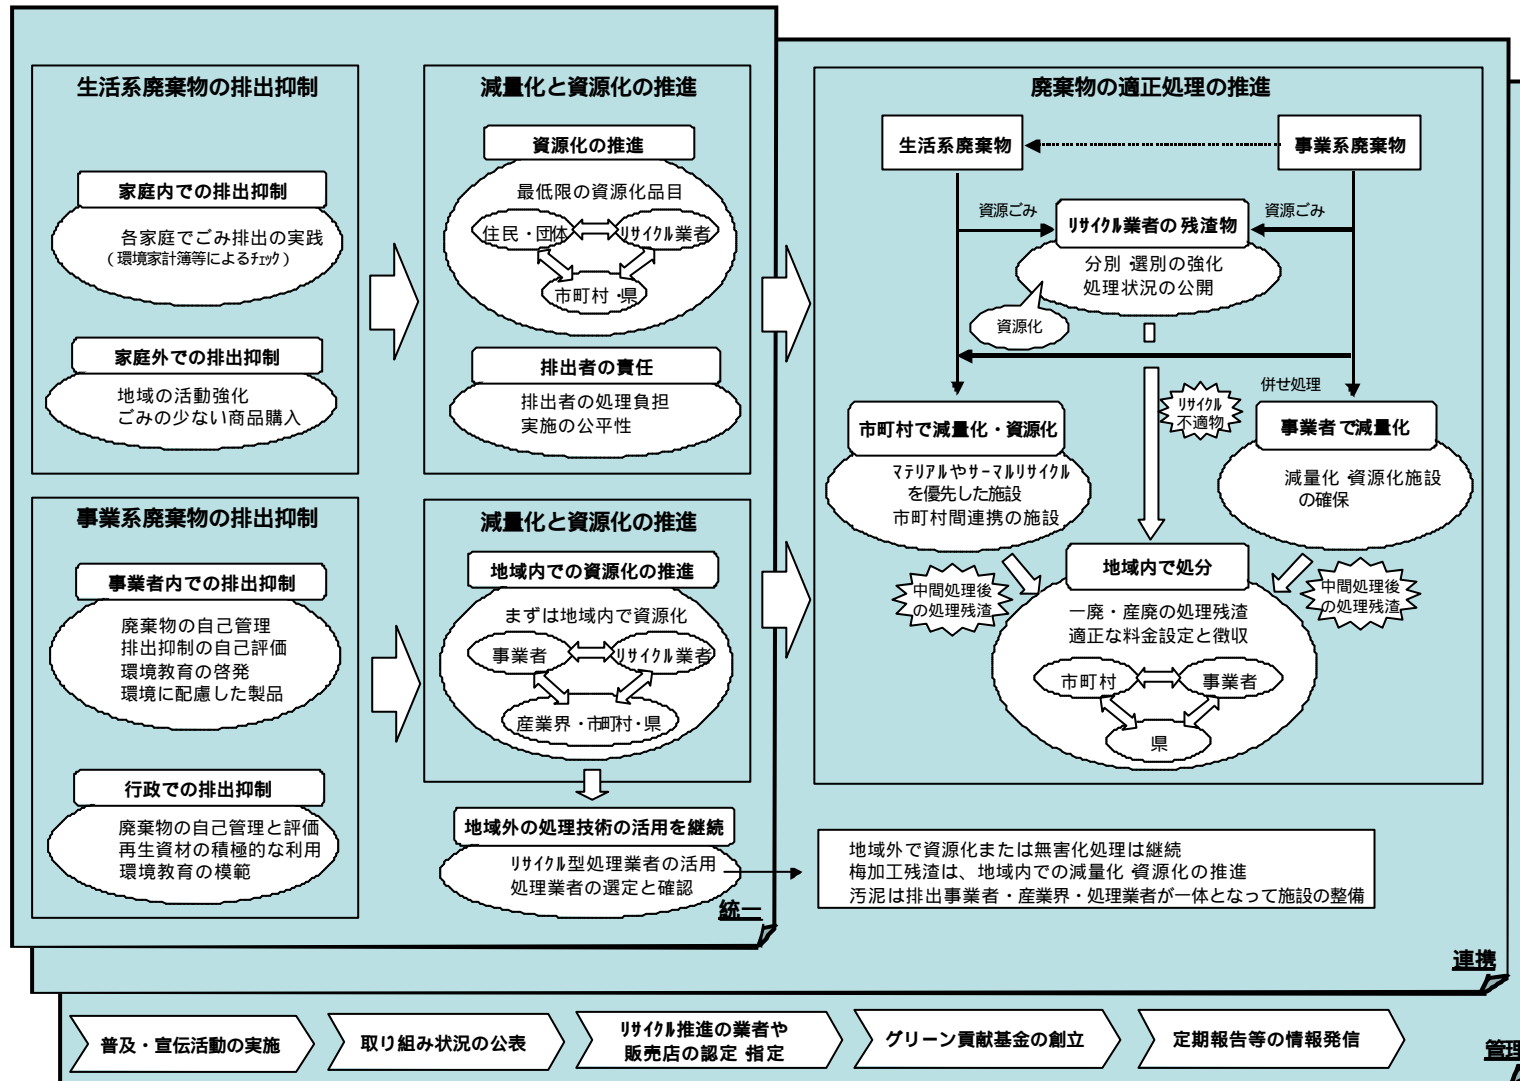 生活系廃棄物の排出抑制
家庭内での排出抑制
各家庭でごみ排出の実践
(環境家計簿等によるﾁｪｯｸ)
家庭外での排出抑制
地域の活動強化
ごみの少ない商品購入
減量化と資源化の推進
資源化の推進
最低限の資源化品目
住民・団体
ﾘｻｲｸﾙ業者
市町村・県
排出者の責任
排出者の処理負担
実施の公平性
事業系廃棄物の排出抑制
事業者内での排出抑制
廃棄物の自己管理
排出抑制の自己評価
環境教育の啓発
環境に配慮した製品
行政での排出抑制
廃棄物の自己管理と評価
再生資材の積極的な利用
環境教育の模範
減量化と資源化の推進
地域内での資源化の推進
まずは地域内で資源化
事業者
ﾘｻｲｸﾙ業者
産業界・市町村・県
地域外の処理技術の活用を継続
ﾘｻｲｸﾙ型処理業者の活用
処理業者の選定と確認
統一
廃棄物の適正処理の推進
生活系廃棄物
事業系廃棄物
資源ごみ
資源ごみ
ﾘｻｲｸﾙ業者の残渣物
分別・選別の強化
処理状況の公開
資源化
併せ処理
ﾘｻｲｸﾙ
不適物
市町村で減量化・資源化
ﾏﾃﾘｱﾙやｻｰﾏﾙﾘｻｲｸﾙ
を優先した施設
市町村間連携の施設
事業者で減量化
減量化・資源化施設
の確保
中間処理後
の処理残渣
中間処理後
の処理残渣
地域内で処分
一廃・産廃の処理残渣
適正な料金設定と徴収
市町村
事業者
県
地域外で資源化または無害化処理は継続
梅加工残渣は、地域内での減量化・資源化の推進
汚泥は排出事業者・産業界・処理業者が一体となって施設の整備
連携
普及・宣伝活動の実施
取り組み状況の公表
ﾘｻｲｸﾙ推進の業者や
販売店の認定・指定
グリーン貢献基金の創立
定期報告等の情報発信
管理